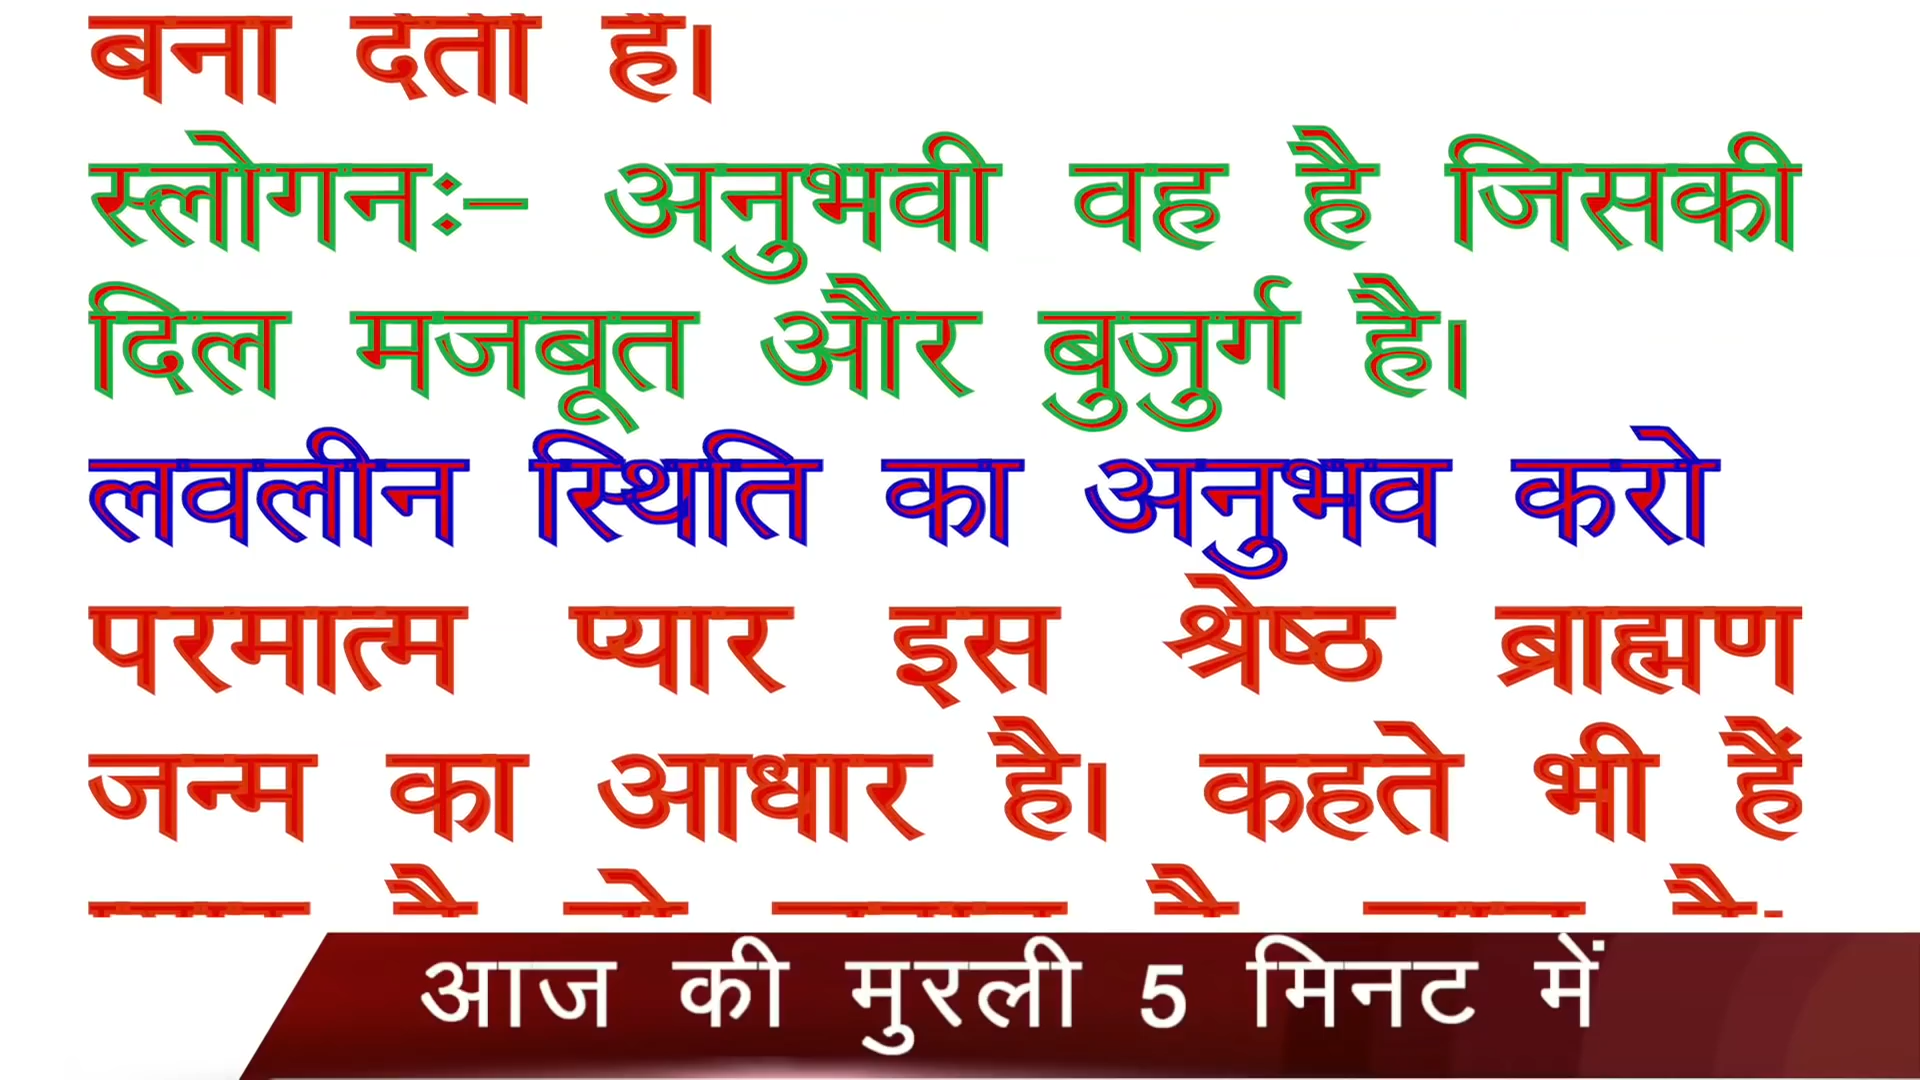 बना देता है।
स्लोगनः– अनुभवी वह है जिसकी
दिल मजबूत और बुजुर्ग है।
लवलीन स्थिति का अनुभव करो
परमात्म प्यार इस श्रेष्ठ ब्राह्मण
जन्म का आधार है। कहते भी हैं
आज की मुरली 5 मिनट में